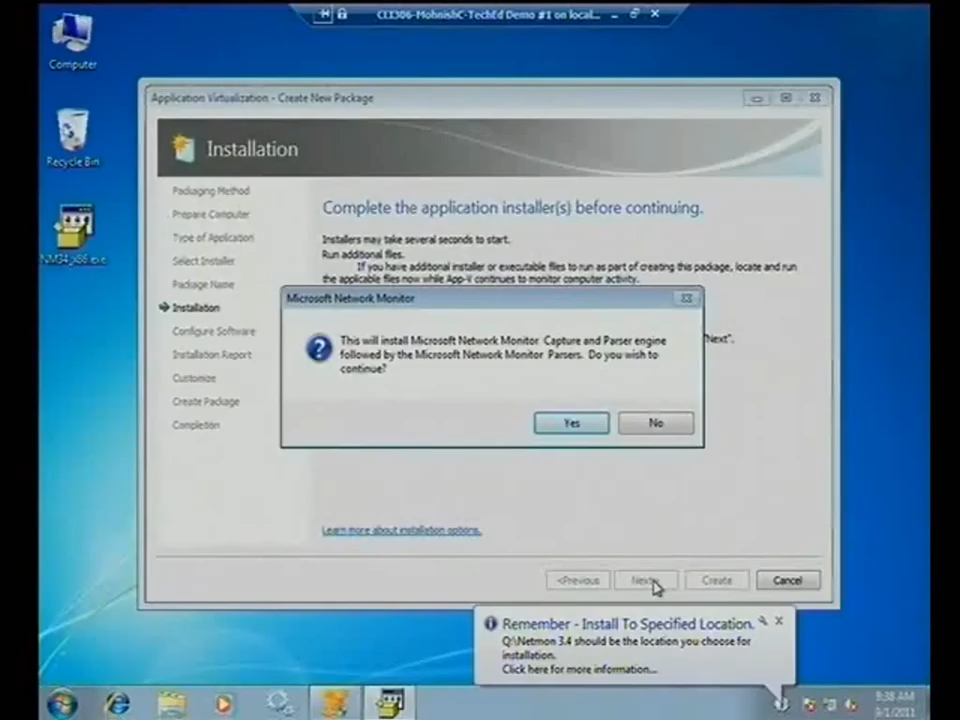 CLI306-MohnishC-TechEd Demo #1 on local...
Computer
Recycle Bin
NM34_x86.exe
Application Virtualization - Create New Package
Installation
Packaging Method
Prepare Computer
Type of Application
Select Installer
Package Name
Installation
Configure Software
Installation Report
Customize
Create Package
Completion
Complete the application installer(s) before continuing.
Installers may take several seconds to start.
Run additional files.
If you have additional installer or executable files to run as part of creating this package, locate and run
the applicable files now while App-V continues to monitor computer activity.
"Next".
Microsoft Network Monitor
This will install Microsoft Network Monitor Capture and Parser engine
followed by the Microsoft Network Monitor Parsers. Do you wish to
continue?
Yes
No
Learn more about installation options.
<Previous
Next>
Create
Cancel
Remember - Install To Specified Location.
Q:\Netmon 3.4 should be the location you choose for
installation.
Click here for more information...
9:38 AM
9/1/2011